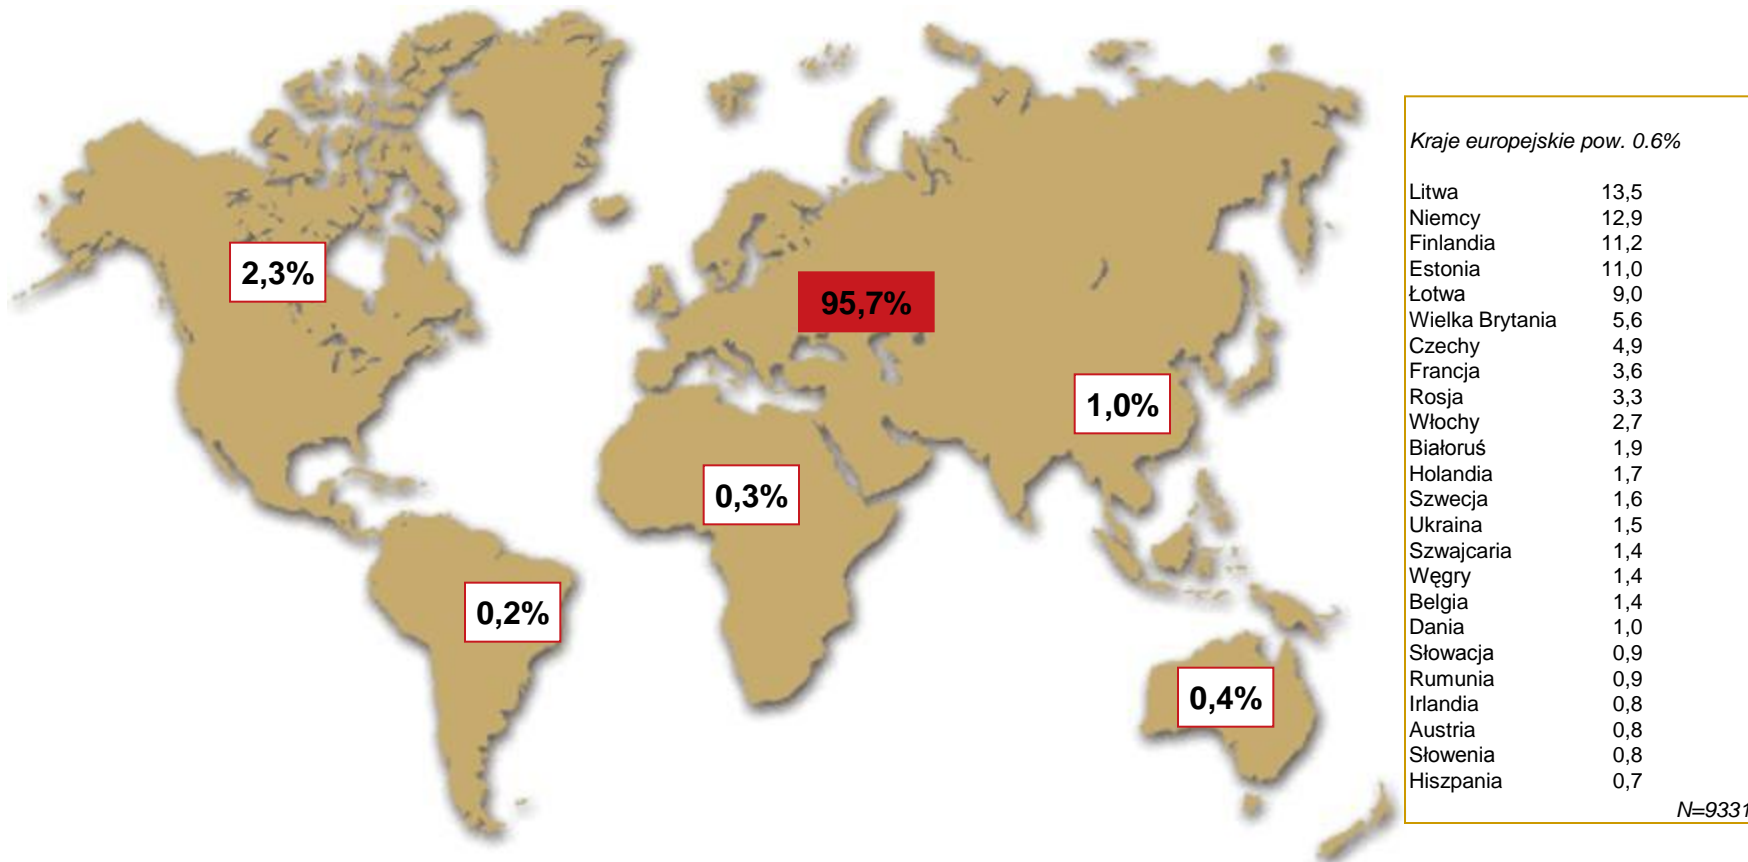 2,3%
95,7%
1,0%
0,3%
0,2%
0,4%
Kraje europejskie pow. 0.6%
Litwa 13,5
Niemcy 12,9
Finlandia 11,2
Estonia 11,0
Łotwa 9,0
Wielka Brytania 5,6
Czechy 4,9
Francja 3,6
Rosja 3,3
Włochy 2,7
Białoruś 1,9
Holandia 1,7
Szwecja 1,6
Ukraina 1,5
Szwajcaria 1,4
Węgry 1,4
Belgia 1,4
Dania 1,0
Słowacja 0,9
Rumunia 0,9
Irlandia 0,8
Austria 0,8
Słowenia 0,8
Hiszpania 0,7
N=9331